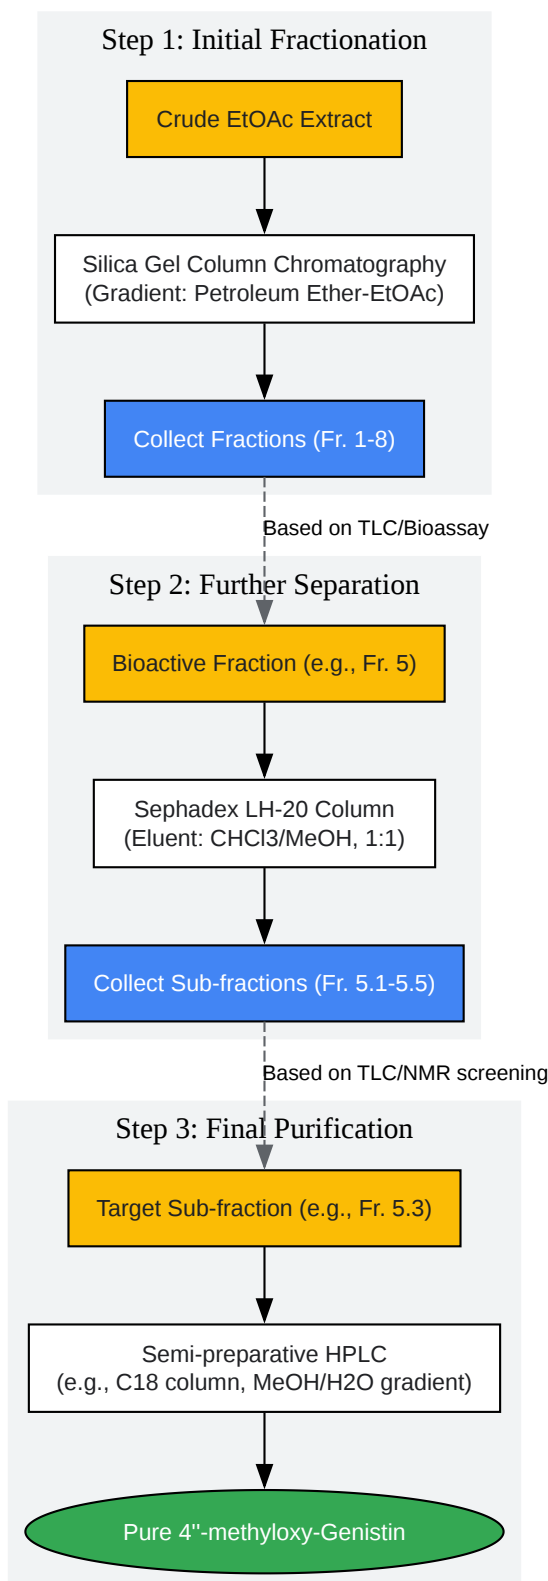 Step 1: Initial Fractionation
Crude EtOAc Extract
Silica Gel Column Chromatography
(Gradient: Petroleum Ether-EtOAc)
Collect Fractions (Fr. 1-8)
Based on TLC/Bioassay
Step 2: Further Separation
Bioactive Fraction (e.g., Fr. 5)
Sephadex LH-20 Column
(Eluent: CHCl3/MeOH, 1:1)
Collect Sub-fractions (Fr. 5.1-5.5)
Based on TLC/NMR screening
Step 3: Final Purification
Target Sub-fraction (e.g., Fr. 5.3)
Semi-preparative HPLC
(e.g., C18 column, MeOH/H2O gradient)
Pure 4''-methyloxy-Genistin